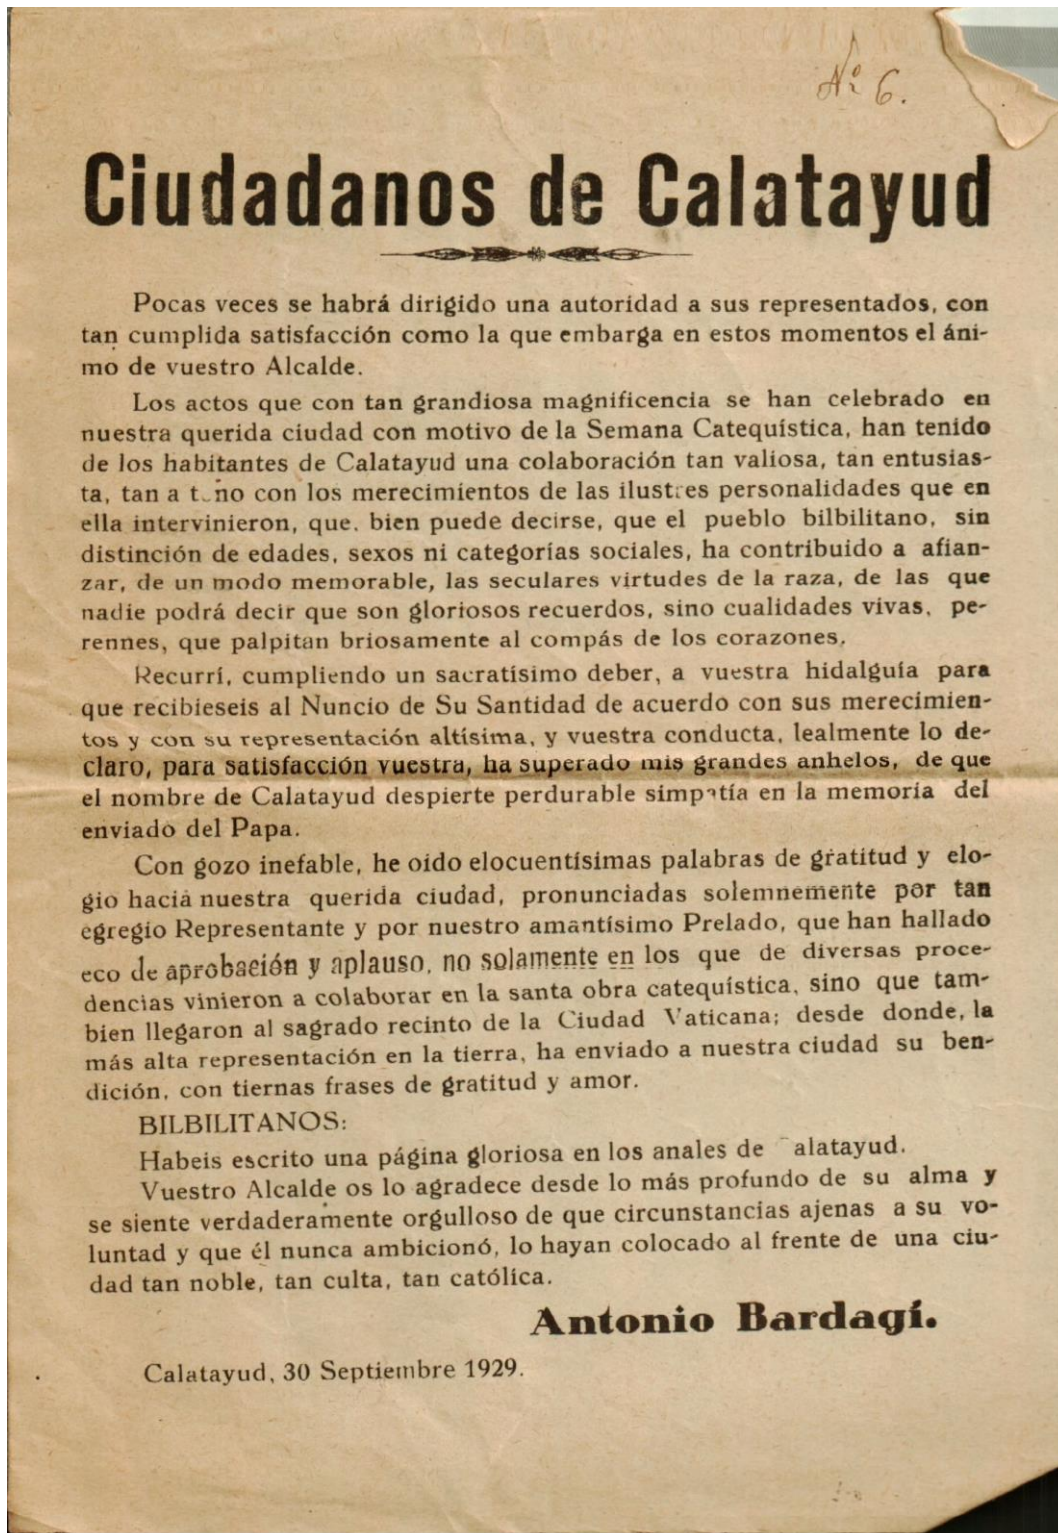 Nº 6.
Ciudadanos de Calatayud
Pocas veces se habrá dirigido una autoridad a sus representados, con
tan cumplida satisfacción como la que embarga en estos momentos el áni-
mo de vuestro Alcalde.
Los actos que con tan grandiosa magnificencia se han celebrado en
nuestra querida ciudad con motivo de la Semana Catequística, han tenido
de los habitantes de Calatayud una colaboración tan valiosa, tan entusias-
ta, tan a t no con los merecimientos de las ilustres personalidades que en
ella intervinieron, que. bien puede decirse, que el pueblo bilbilitano, sin
distinción de edades, sexos ni categorías sociales, ha contribuido a afian-
zar, de un modo memorable, las seculares virtudes de la raza, de las que
nadie podrá decir que son gloriosos recuerdos, sino cualidades vivas, pe-
rennes, que palpitan briosamente al compás de los corazones.
Recurrí, cumpliendo un sacratísimo deber, a vuestra hidalguía para
que recibieseis al Nuncio de Su Santidad de acuerdo con sus merecimien-
tos y con su representación altísima, y vuestra conducta, lealmente lo de-
claro, para satisfacción vuestra, ha superado mis grandes anhelos, de que
el nombre de Calatayud despierte perdurable simpatía en la memoria del
enviado del Papa.
Con gozo inefable, he oído elocuentísimas palabras de gratitud y elo-
gio hacia nuestra querida ciudad, pronunciadas solemnemente por tan
egregio Representante y por nuestro amantísimo Prelado, que han hallado
eco de aprobación y aplauso, no solamente en los que de diversas proce-
dencias vinieron a colaborar en la santa obra catequística, sino que tam-
bien llegaron al sagrado recinto de la Ciudad Vaticana; desde donde, la
más alta representación en la tierra, ha enviado a nuestra ciudad su ben-
dición, con tiernas frases de gratitud y amor.
BILBILITANOS:
Habeis escrito una página gloriosa en los anales de alatayud.
Vuestro Alcalde os lo agradece desde lo más profundo de su alma y
se siente verdaderamente orgulloso de que circunstancias ajenas a su vo-
luntad y que él nunca ambicionó, lo hayan colocado al frente de una ciu-
dad tan noble, tan culta, tan católica.
Antonio Bardagí.
Calatayud, 30 Septiembre 1929.